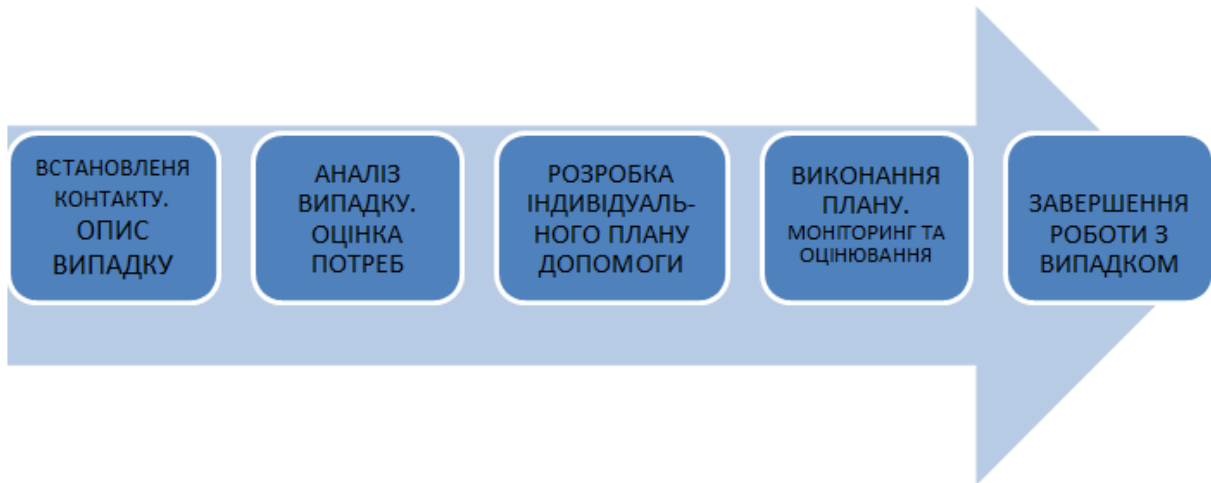 ВСТАНОВЛЕНЯ
КОНТАКТУ.
ОПИС
ВИПАДКУ
АНАЛІЗ
ВИПАДКУ.
ОЦІНКА
ПОТРЕБ
РОЗРОБКА
ІНДИВІДУАЛЬ-
НОГО ПЛАНУ
ДОПОМОГИ
ВИКОНАННЯ
ПЛАНУ.
МОНІТОРИНГ ТА
ОЦІНЮВАННЯ
ЗАВЕРШЕННЯ
РОБОТИ З
ВИПАДКОМ